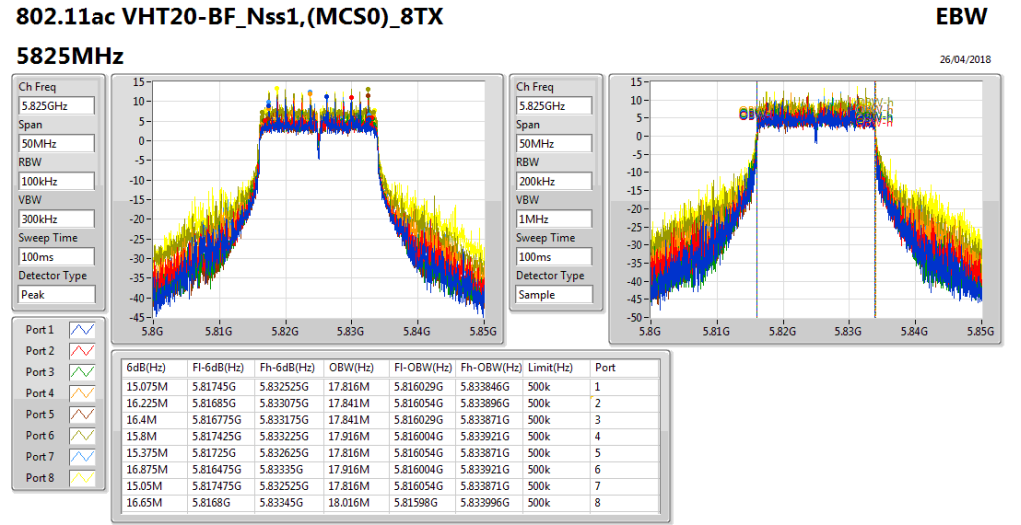 802.11ac VHT20-BF_Nss1,(MCS0)_8TX
EBW
5825MHz
26/04/2018
Ch Freq
5.825GHz
Span
50MHz
RBW
100kHz
VBW
300kHz
Sweep Time
100ms
Detector Type
Peak
15
10
5
0
-5
-10
-15
-20
-25
-30
-35
-40
-45
5.8G 5.81G 5.82G 5.83G 5.84G 5.85G
Ch Freq
5.825GHz
Span
50MHz
RBW
200kHz
VBW
1MHz
Sweep Time
100ms
Detector Type
Sample
15
10
5
0
-5
-10
-15
-20
-25
-30
-35
-40
-45
-50
5.8G 5.81G 5.82G 5.83G 5.84G 5.85G
Port 1
Port 2
Port 3
Port 4
Port 5
Port 6
Port 7
Port 8
6dB(Hz) Fl-6dB(Hz) Fh-6dB(Hz) OBW(Hz) Fl-OBW(Hz) Fh-OBW(Hz) Limit(Hz) Port
15.075M 5.81745G 5.832525G 17.816M 5.816029G 5.833846G 500k 1
16.225M 5.81685G 5.833075G 17.841M 5.816054G 5.833896G 500k 2
16.4M 5.816775G 5.833175G 17.841M 5.816029G 5.833871G 500k 3
15.8M 5.817425G 5.833225G 17.916M 5.816004G 5.833921G 500k 4
15.375M 5.81725G 5.832625G 17.816M 5.816054G 5.833871G 500k 5
16.875M 5.816475G 5.83335G 17.916M 5.816004G 5.833921G 500k 6
15.05M 5.817475G 5.832525G 17.816M 5.816054G 5.833871G 500k 7
16.65M 5.8168G 5.83345G 18.016M 5.81598G 5.833996G 500k 8